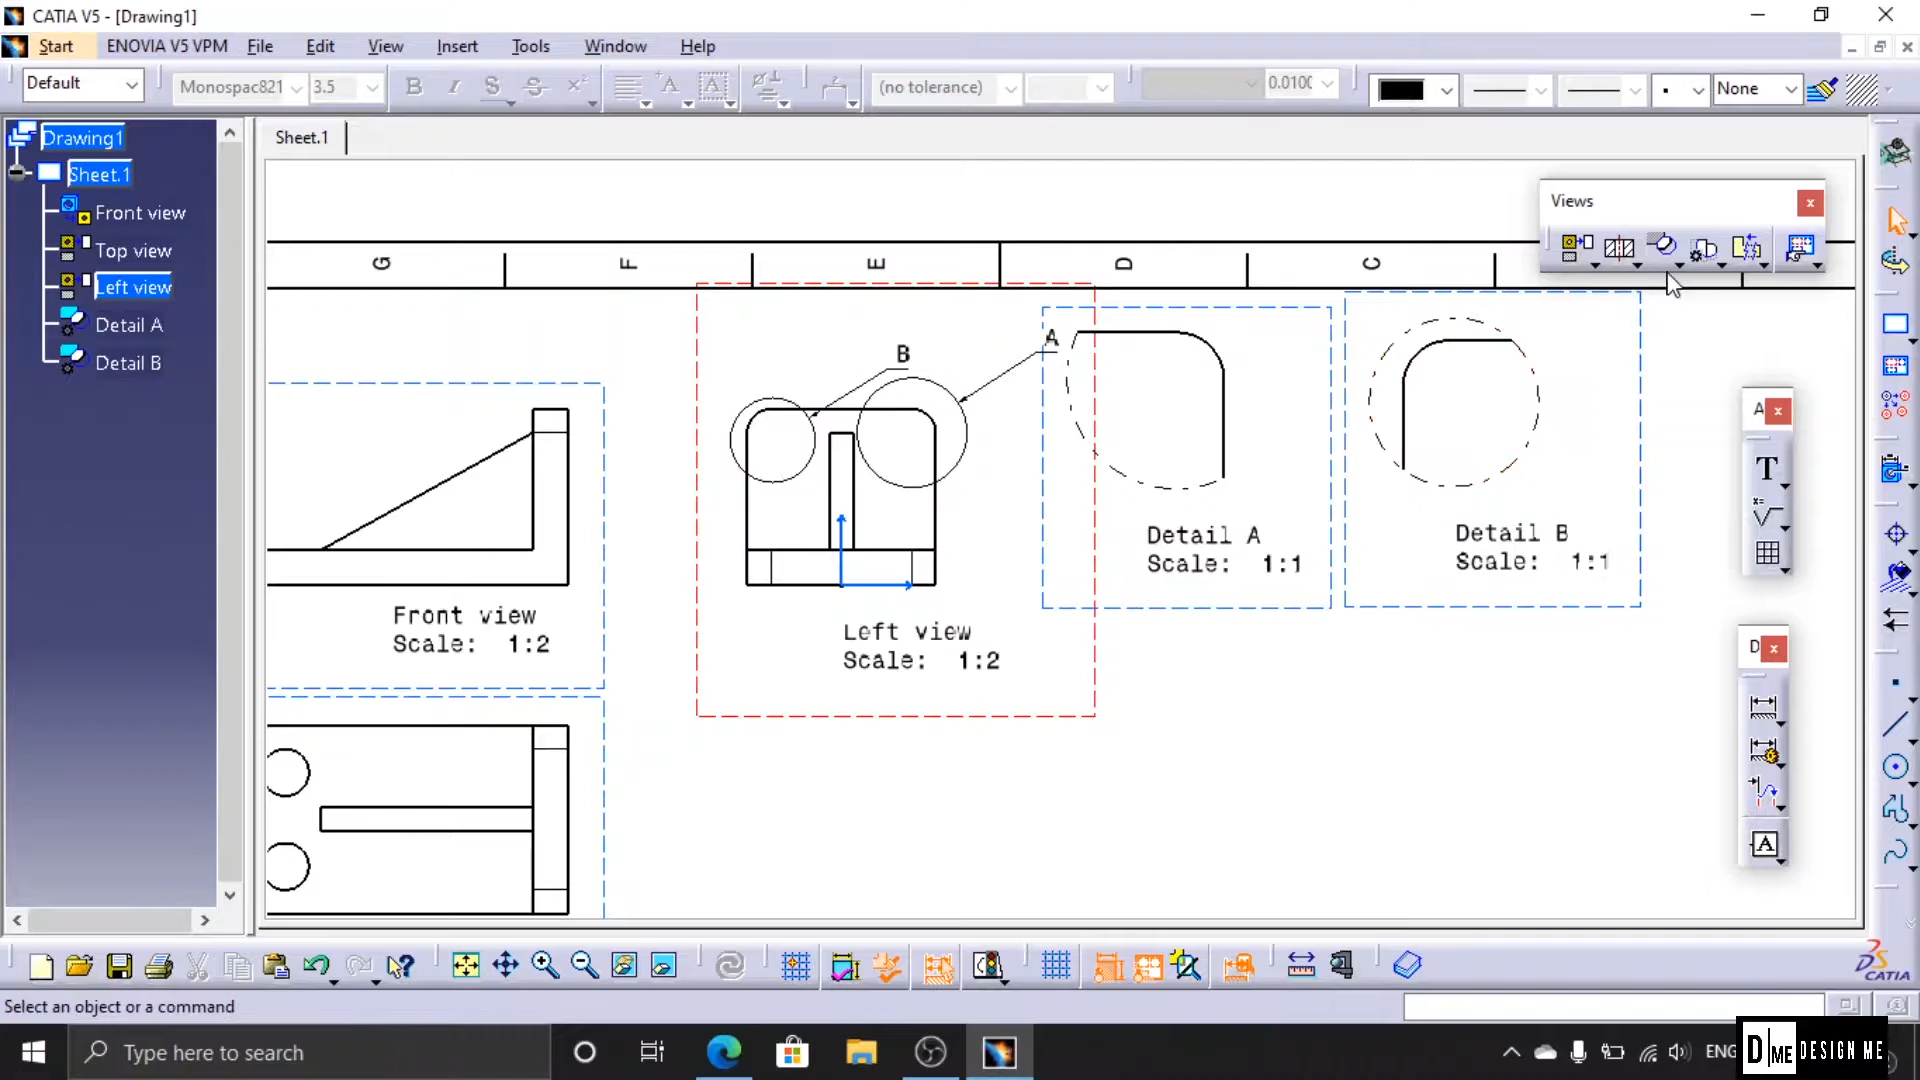 CATIA V5 - [Drawing1]
Start ENOVIA V5 VPM File Edit View Insert Tools Window Help
Default Monospac821 3.5 B I S S x² (no tolerance) 0.010( None
Sheet.1
Drawing1
Sheet.1
Front view
Top view
Left view
Detail A
Detail B
Views
G F E D C
B
A
Detail A
Scale: 1:1
Detail B
Scale: 1:1
Front view
Scale: 1:2
Left view
Scale: 1:2
A
T
D
A
CATIA
Select an object or a command
Type here to search
ENG
D|ME DESIGN ME